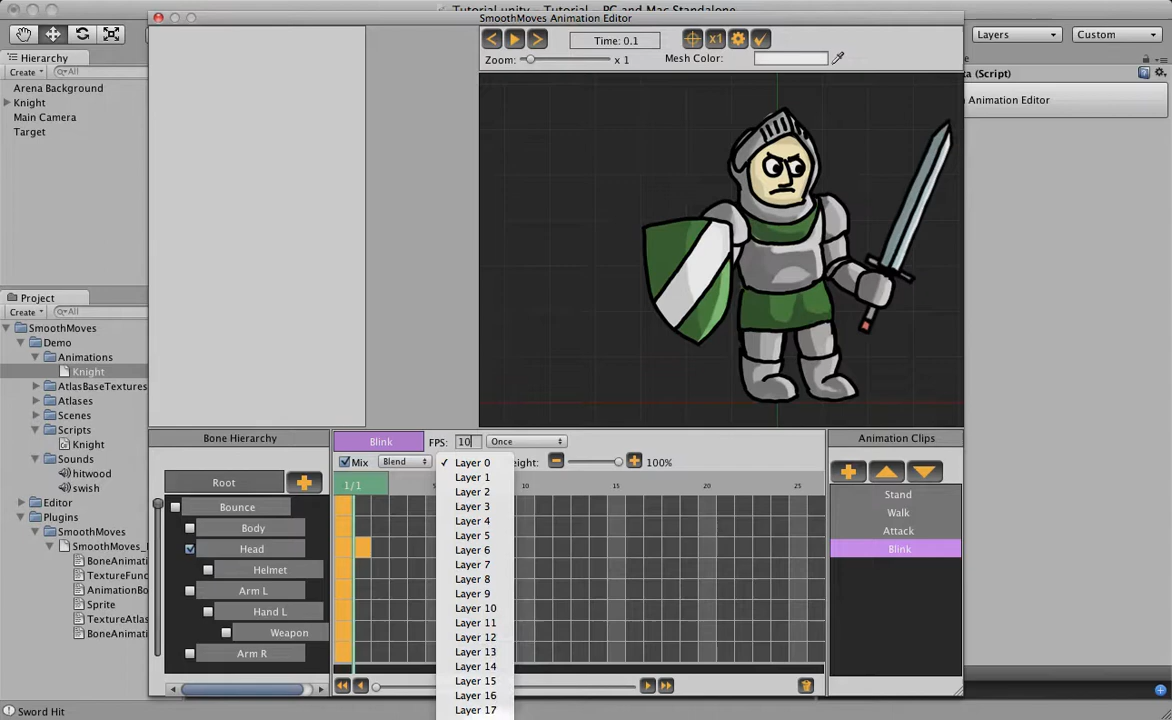 Tutorial.unity – Tutorial – PC and Mac Standalone
SmoothMoves Animation Editor
Layers
Custom
Hierarchy
Create
All
Arena Background
Knight
Main Camera
Target
Time: 0.1
x1
Zoom:
x 1
Mesh Color:
(Script)
Animation Editor
Project
Create
All
SmoothMoves
Demo
Animations
Knight
AtlasBaseTextures
Atlases
Scenes
Scripts
Knight
Sounds
hitwood
swish
Editor
Plugins
SmoothMoves
SmoothMoves_
BoneAnimati
TextureFunc
AnimationBo
Sprite
TextureAtlas
BoneAnimati
Bone Hierarchy
Root
Bounce
Body
Head
Helmet
Arm L
Hand L
Weapon
Arm R
Blink
FPS: 10
Once
Mix
Blend
100%
1/1
10
15
20
25
Layer 0
Layer 1
Layer 2
Layer 3
Layer 4
Layer 5
Layer 6
Layer 7
Layer 8
Layer 9
Layer 10
Layer 11
Layer 12
Layer 13
Layer 14
Layer 15
Layer 16
Layer 17
Animation Clips
Stand
Walk
Attack
Blink
Sword Hit